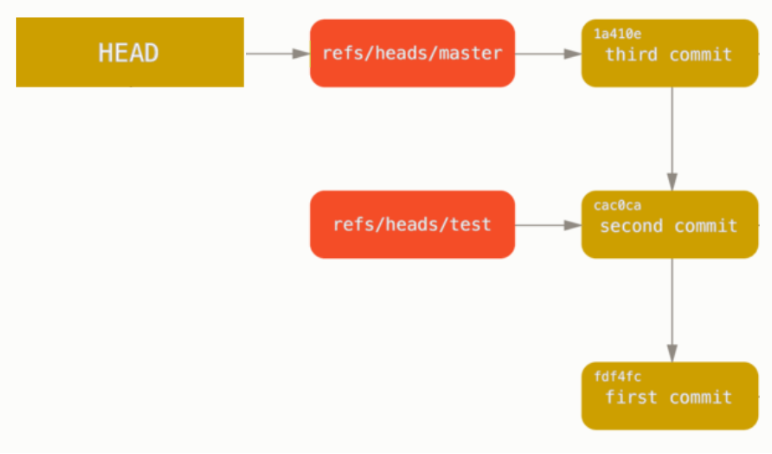 HEAD
refs/heads/master
1a410e
third commit
refs/heads/test
cac0ca
second commit
fdf4fc
first commit